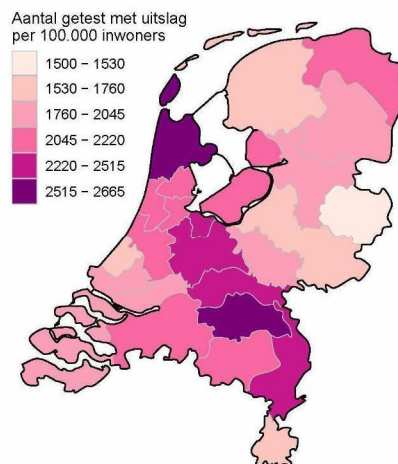 Aantal getest met uitslag
per 100.000 inwoners
1500 – 1530
1530 – 1760
1760 – 2045
2045 – 2220
2220 – 2515
2515 – 2665